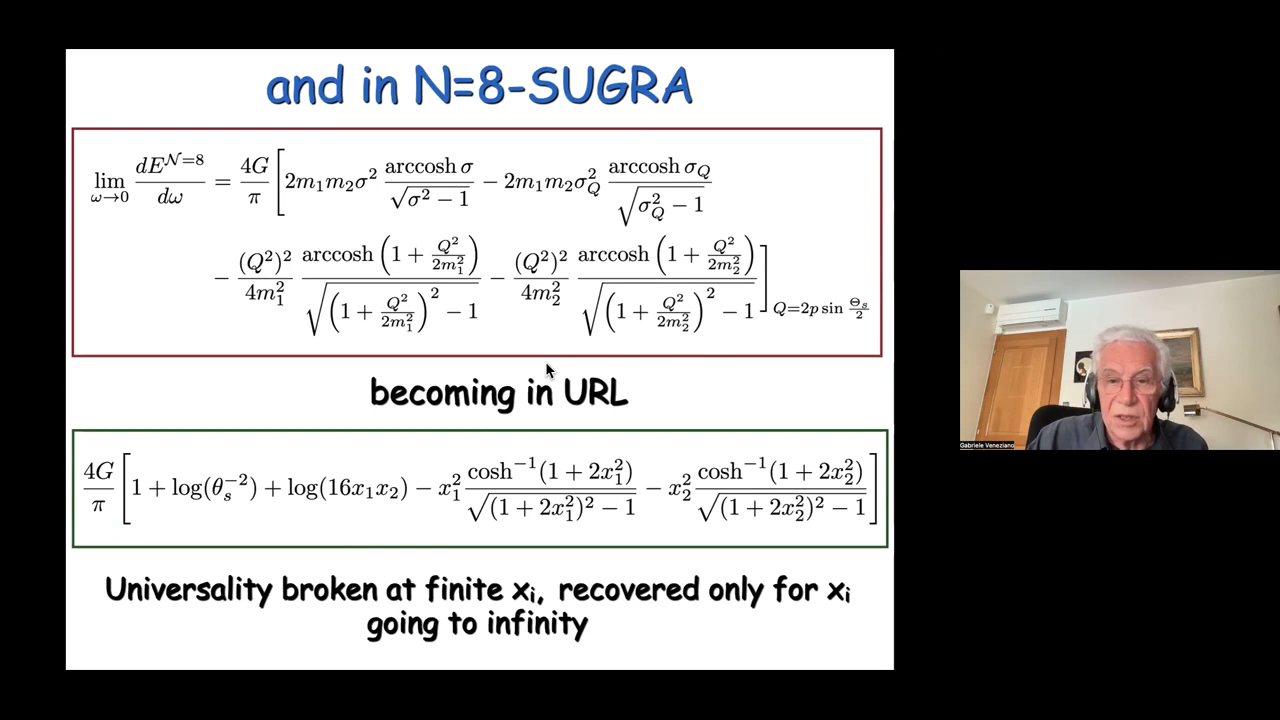 and in N=8-SUGRA
lim_{ω→0} dE^{𝒩=8}/dω = 4G/π [ 2m₁m₂σ² arccosh σ / √(σ² − 1) − 2m₁m₂σ_Q² arccosh σ_Q / √(σ_Q² − 1)
− (Q²)²/4m₁² arccosh (1 + Q²/2m₁²) / √((1 + Q²/2m₁²)² − 1) − (Q²)²/4m₂² arccosh (1 + Q²/2m₂²) / √((1 + Q²/2m₂²)² − 1) ]_{Q=2p sin Θ_s/2}
becoming in URL
4G/π [ 1 + log(θ_s^{−2}) + log(16x₁x₂) − x₁² cosh⁻¹(1 + 2x₁²) / √((1 + 2x₁²)² − 1) − x₂² cosh⁻¹(1 + 2x₂²) / √((1 + 2x₂²)² − 1) ]
Universality broken at finite xᵢ, recovered only for xᵢ
going to infinity
Gabriele Veneziano